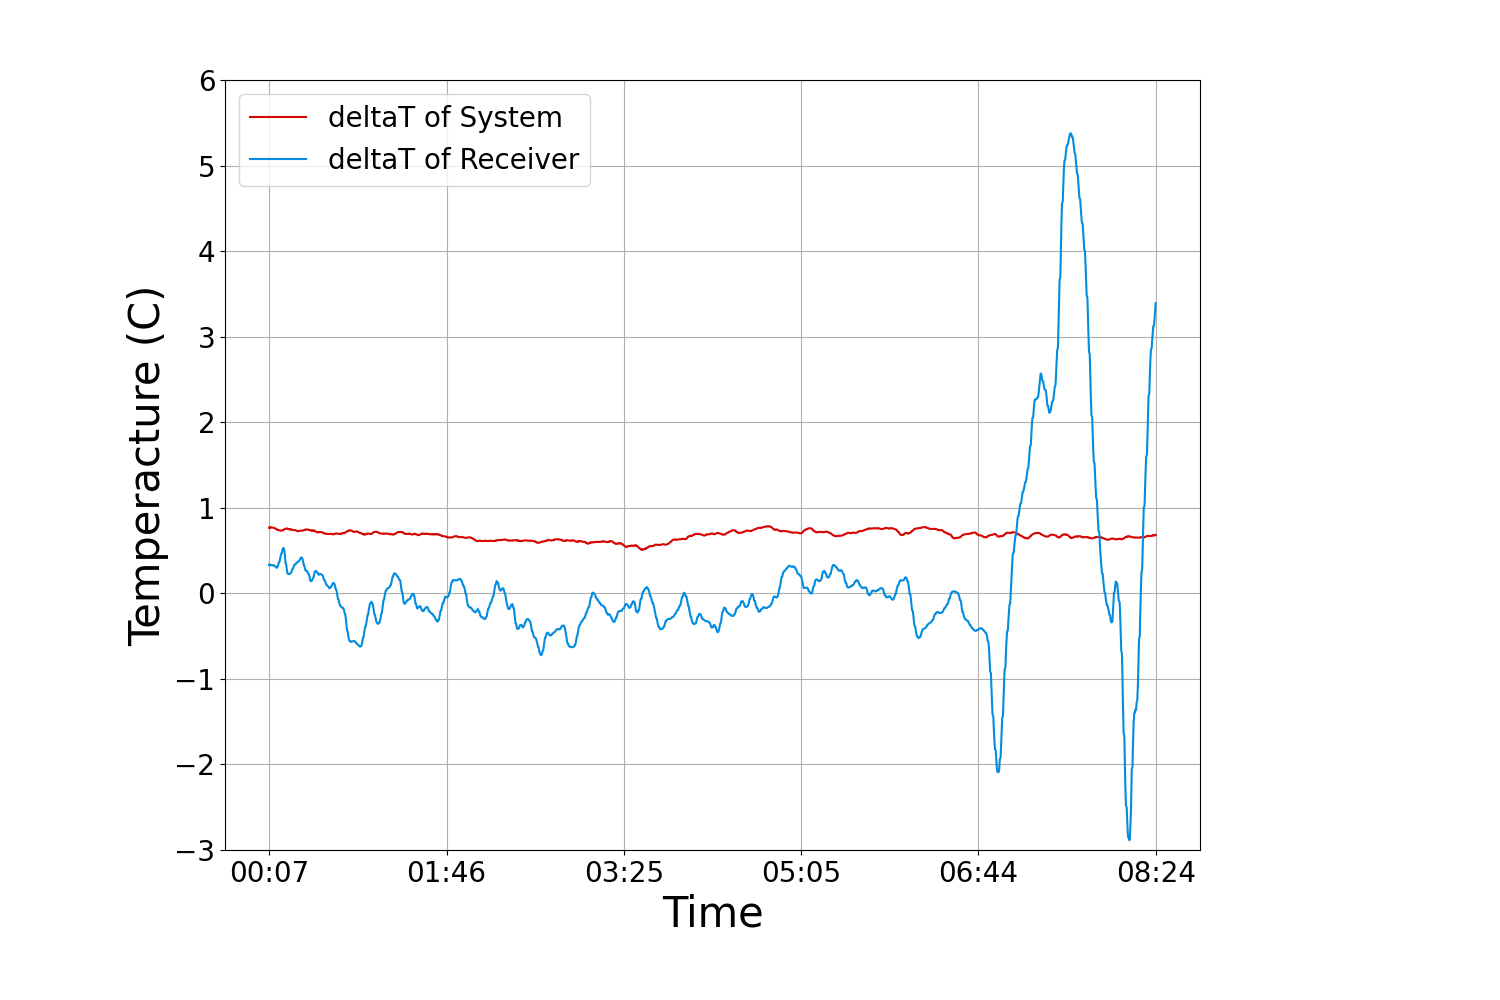 6
deltaT of System
deltaT of Receiver
5
4
3
2
1
0
−1
−2
−3
Temperacture (C)
00:07 01:46 03:25 05:05 06:44 08:24
Time